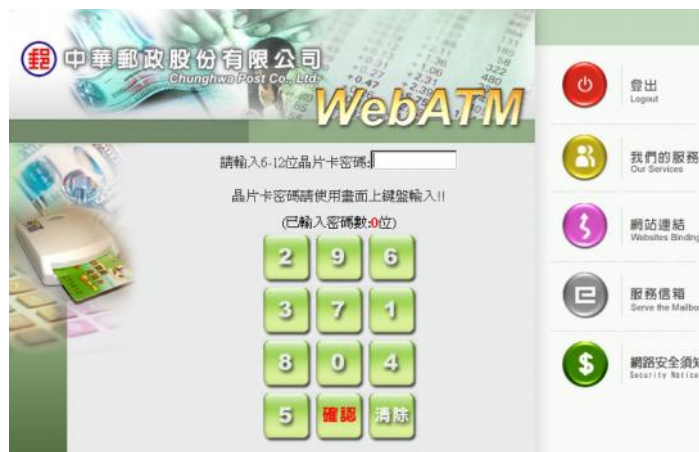 郵 中華郵政股份有限公司
Chunghwa Post Co., Ltd.
WebATM
請輸入6-12位晶片卡密碼:
晶片卡密碼請使用畫面上鍵盤輸入!!
(已輸入密碼數:0位)
2 9 6
3 7 1
8 0 4
5 確認 清除
登出
Logout
我們的服務
Our Services
網站連結
Websites Binding
服務信箱
Serve the Mailbo
網路安全須知
Security Notice